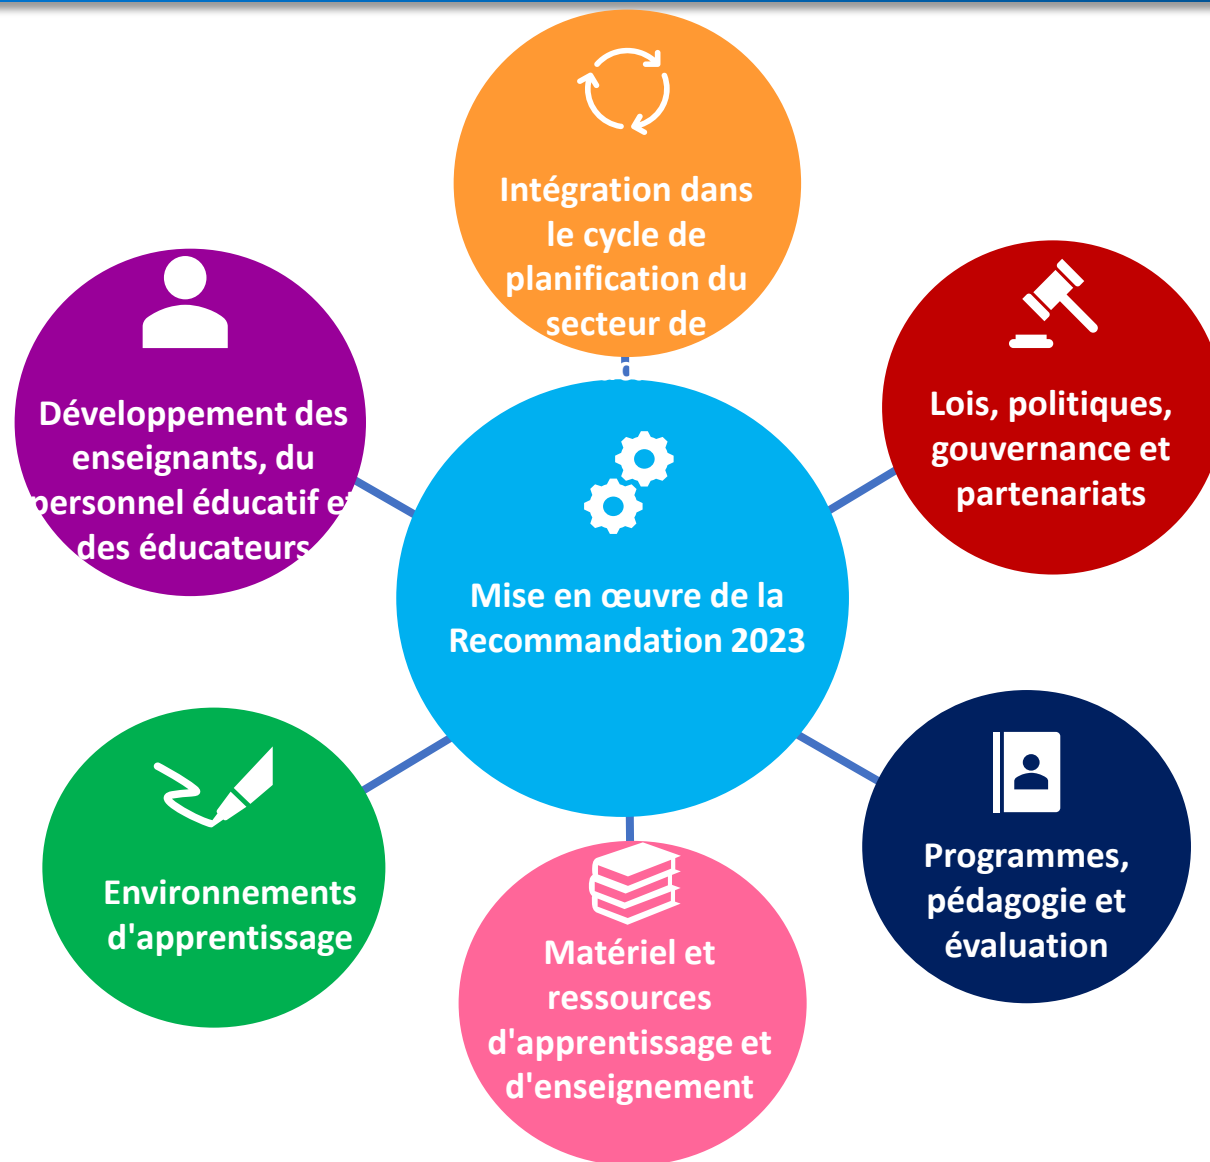 Intégration dans
le cycle de
planification du
secteur de
Lois, politiques,
gouvernance et
partenariats
Programmes,
pédagogie et
évaluation
Matériel et
ressources
d'apprentissage et
d'enseignement
Environnements
d'apprentissage
Développement des
enseignants, du
personnel éducatif et
des éducateurs
Mise en œuvre de la
Recommandation 2023